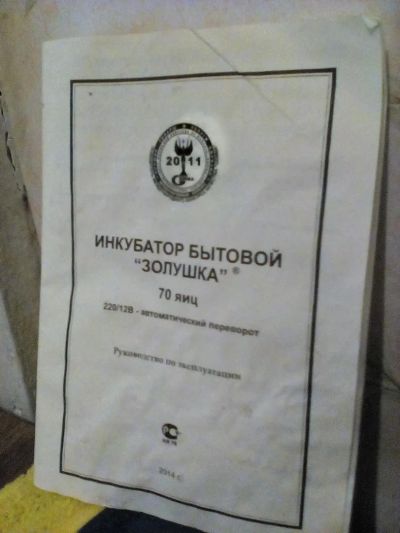 2011
ИНКУБАТОР БЫТОВОЙ
"ЗОЛУШКА" ®
70 яиц
220/12В - автоматический переворот
Руководство по эксплуатации
2014 г.